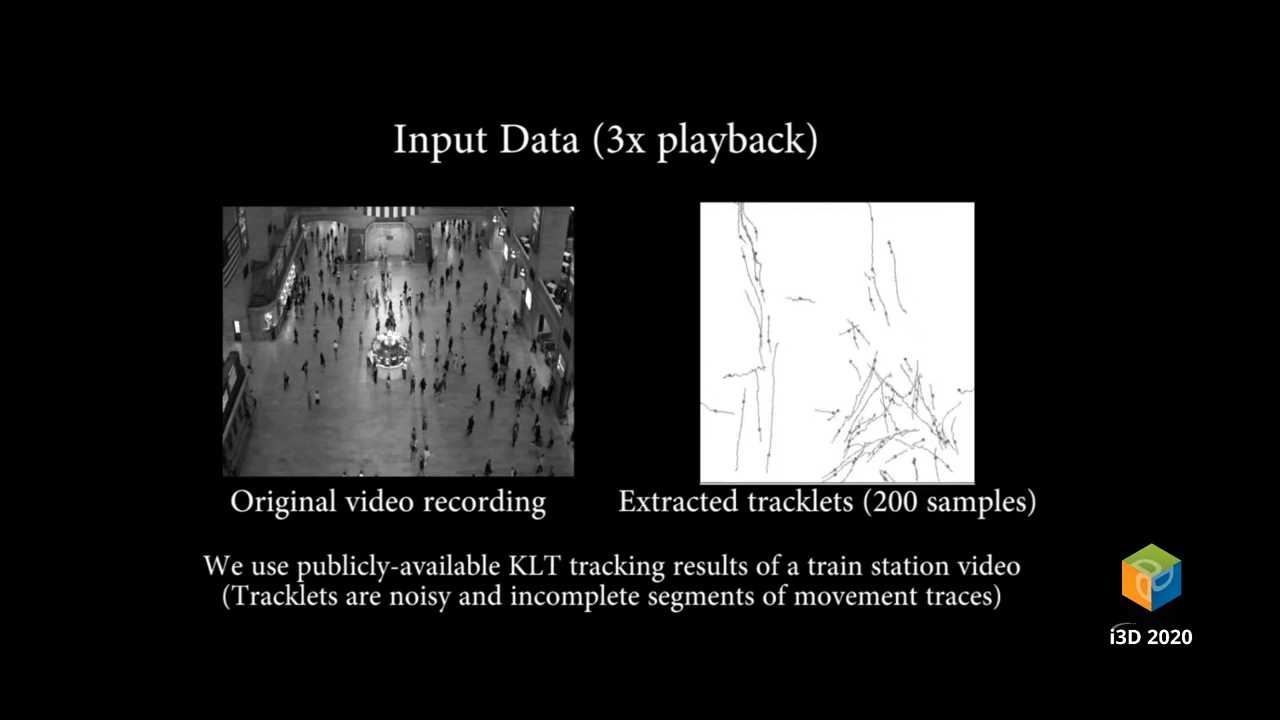 Input Data (3x playback)
Original video recording
Extracted tracklets (200 samples)
We use publicly-available KLT tracking results of a train station video
(Tracklets are noisy and incomplete segments of movement traces)
i3D 2020